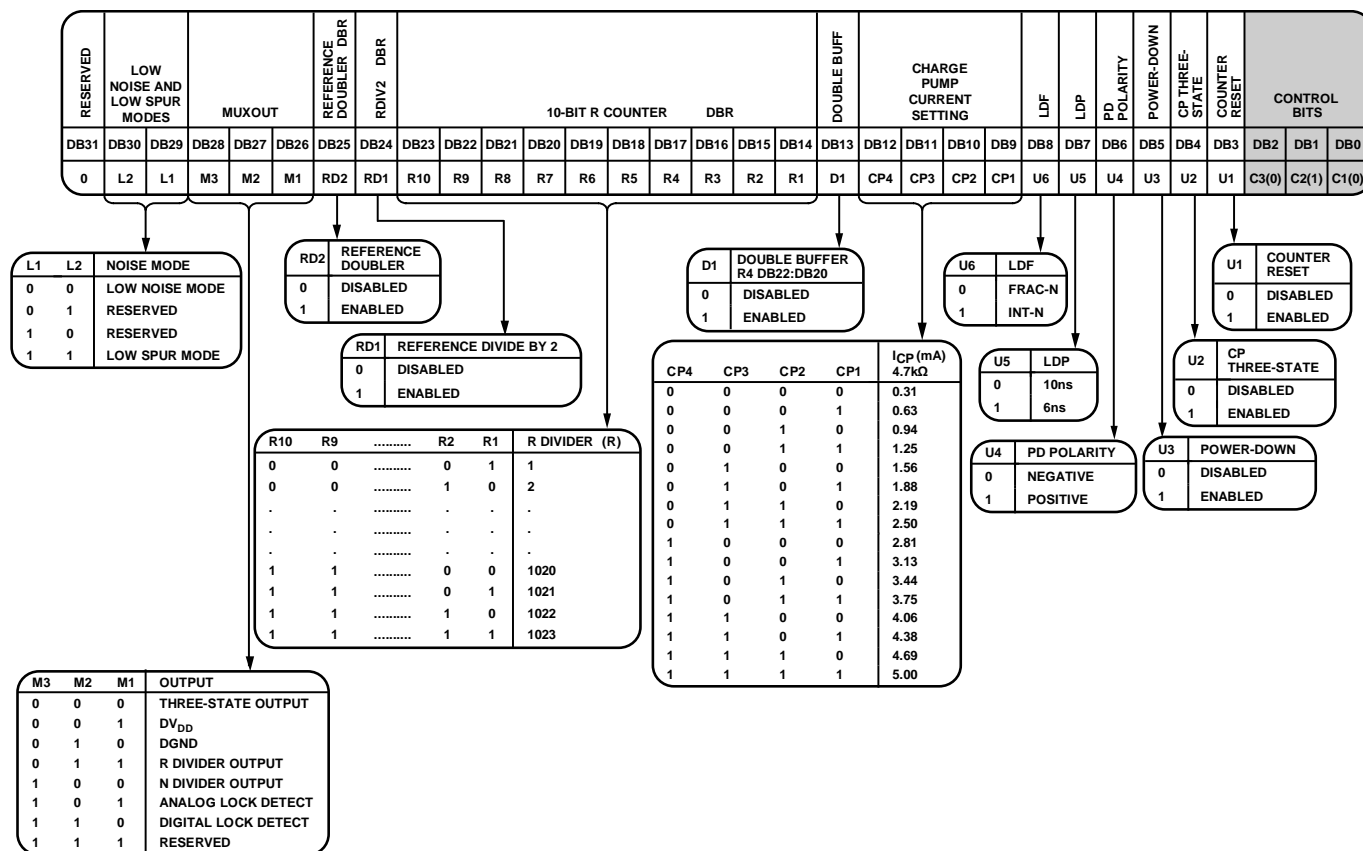 RESERVED
LOW NOISE AND LOW SPUR MODES
MUXOUT
REFERENCE DOUBLER DBR
RDIV2 DBR
10-BIT R COUNTER DBR
DOUBLE BUFF
CHARGE PUMP CURRENT SETTING
LDF
LDP
PD POLARITY
POWER-DOWN
CP THREE-STATE
COUNTER RESET
CONTROL BITS
DB31 DB30 DB29 DB28 DB27 DB26 DB25 DB24 DB23 DB22 DB21 DB20 DB19 DB18 DB17 DB16 DB15 DB14 DB13 DB12 DB11 DB10 DB9 DB8 DB7 DB6 DB5 DB4 DB3 DB2 DB1 DB0
0 L2 L1 M3 M2 M1 RD2 RD1 R10 R9 R8 R7 R6 R5 R4 R3 R2 R1 D1 CP4 CP3 CP2 CP1 U6 U5 U4 U3 U2 U1 C3(0) C2(1) C1(0)
L1 L2 NOISE MODE
0 0 LOW NOISE MODE
0 1 RESERVED
1 0 RESERVED
1 1 LOW SPUR MODE
RD2 REFERENCE DOUBLER
0 DISABLED
1 ENABLED
RD1 REFERENCE DIVIDE BY 2
0 DISABLED
1 ENABLED
R10 R9 .......... R2 R1 R DIVIDER (R)
0 0 .......... 0 1 1
0 0 .......... 1 0 2
. . .......... . . .
. . .......... . . .
. . .......... . . .
1 1 .......... 0 0 1020
1 1 .......... 0 1 1021
1 1 .......... 1 0 1022
1 1 .......... 1 1 1023
D1 DOUBLE BUFFER R4 DB22:DB20
0 DISABLED
1 ENABLED
CP4 CP3 CP2 CP1 ICP (mA) 4.7kΩ
0 0 0 0 0.31
0 0 0 1 0.63
0 0 1 0 0.94
0 0 1 1 1.25
0 1 0 0 1.56
0 1 0 1 1.88
0 1 1 0 2.19
0 1 1 1 2.50
1 0 0 0 2.81
1 0 0 1 3.13
1 0 1 0 3.44
1 0 1 1 3.75
1 1 0 0 4.06
1 1 0 1 4.38
1 1 1 0 4.69
1 1 1 1 5.00
U6 LDF
0 FRAC-N
1 INT-N
U5 LDP
0 10ns
1 6ns
U4 PD POLARITY
0 NEGATIVE
1 POSITIVE
U1 COUNTER RESET
0 DISABLED
1 ENABLED
U2 CP THREE-STATE
0 DISABLED
1 ENABLED
U3 POWER-DOWN
0 DISABLED
1 ENABLED
M3 M2 M1 OUTPUT
0 0 0 THREE-STATE OUTPUT
0 0 1 DVDD
0 1 0 DGND
0 1 1 R DIVIDER OUTPUT
1 0 0 N DIVIDER OUTPUT
1 0 1 ANALOG LOCK DETECT
1 1 0 DIGITAL LOCK DETECT
1 1 1 RESERVED